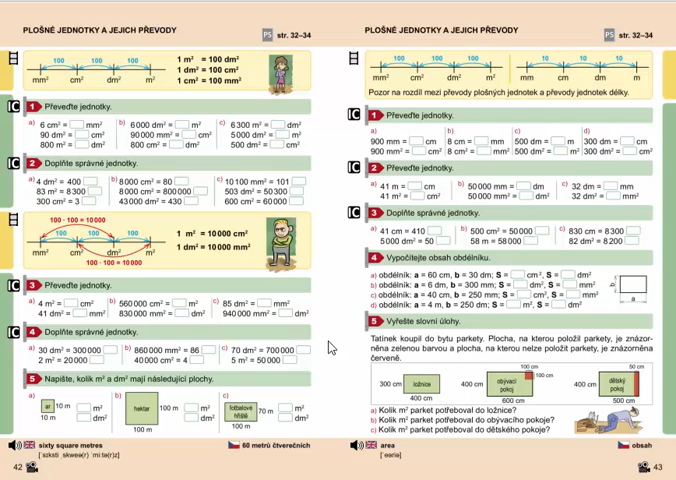 PLOŠNÉ JEDNOTKY A JEJICH PŘEVODY
PS str. 32–34
100 100 100
mm² cm² dm² m²
1 m² = 100 dm²
1 dm² = 100 cm²
1 cm² = 100 mm²
1 Převeďte jednotky.
a) 6 cm² = mm² b) 6 000 dm² = m² c) 6 300 m² = dm²
90 dm² = cm² 90 000 mm² = cm² 5 000 dm² = m²
800 m² = dm² 800 cm² = dm² 500 dm² = cm²
2 Doplňte správné jednotky.
a) 4 dm² = 400 b) 8 000 cm² = 80 c) 10 100 mm² = 101
83 m² = 8 300 8 000 cm² = 800 000 503 dm² = 50 300
300 cm² = 3 43 000 dm² = 430 600 cm² = 60 000
100 · 100 = 10 000
100 100 100
mm² cm² dm² m²
100 · 100 = 10 000
1 m² = 10 000 cm²
1 dm² = 10 000 mm²
3 Převeďte jednotky.
a) 4 m² = cm² b) 560 000 cm² = m² c) 85 dm² = mm²
41 dm² = mm² 830 000 mm² = dm² 940 000 mm² = dm²
4 Doplňte správné jednotky.
a) 30 dm² = 300 000 b) 860 000 mm² = 86 c) 70 dm² = 700 000
2 m² = 20 000 40 000 cm² = 4 5 m² = 50 000
5 Napište, kolik m² a dm² mají následující plochy.
a) b) c)
ar 10 m m² hektar 100 m m² fotbalové hřiště 70 m m²
10 m dm² 100 m dm² 100 m dm²
sixty square metres 60 metrů čtverečních
42
PLOŠNÉ JEDNOTKY A JEJICH PŘEVODY
PS str. 33–34
100 100 100 10 10 10
mm² cm² dm² m² mm cm dm m
Pozor na rozdíl mezi převody plošných jednotek a převody jednotek délky.
1 Převeďte jednotky.
a) b) c) d)
900 mm = cm 8 cm = mm 500 dm = m 300 dm = cm
900 mm² = cm² 8 cm² = mm² 500 dm² = m² 300 dm² = cm²
2 Převeďte jednotky.
a) 41 m = cm b) 50 000 mm = dm c) 32 dm = mm
41 m² = cm² 50 000 mm² = dm² 32 dm² = mm²
3 Doplňte správné jednotky.
a) 41 cm = 410 b) 500 cm² = 50 000 c) 830 cm = 8 300
5 000 dm² = 50 58 m = 58 000 82 dm² = 8 200
4 Vypočítejte obsah obdélníku.
a) obdélník: a = 60 cm, b = 30 dm; S = cm², S = dm²
b) obdélník: a = 6 dm, b = 300 mm; S = dm², S = mm²
c) obdélník: a = 40 cm, b = 250 mm; S = cm², S = mm²
d) obdélník: a = 4 m, b = 250 dm; S = m², S = dm²
b
a
5 Vyřešte slovní úlohy.
Tatínek koupil do bytu parkety. Plocha, na kterou položil parkety, je znázor-
něna zelenou barvou a plocha, na kterou nelze položit parkety, je znázorněna
červeně.
100 cm 50 cm
300 cm ložnice 400 cm obývací pokoj 100 cm 400 cm dětský pokoj
400 cm 600 cm 500 cm
a) Kolik m² parket potřeboval do ložnice?
b) Kolik m² parket potřeboval do obývacího pokoje?
c) Kolik m² parket potřeboval do dětského pokoje?
area obsah
43